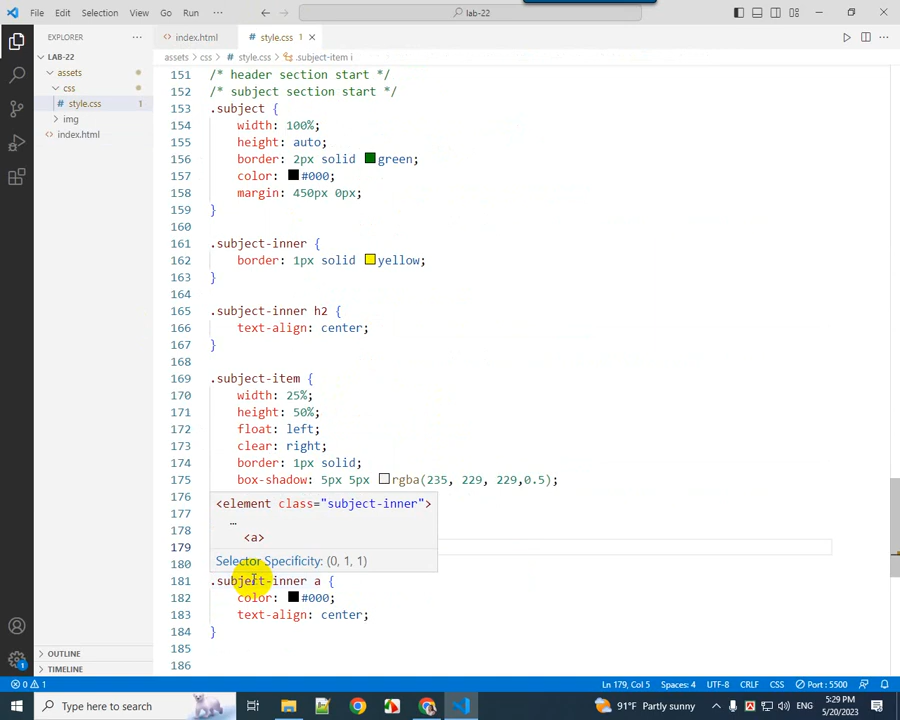 File Edit Selection View Go Run ··· lab-22
EXPLORER ···
LAB-22
assets
css
style.css 1
img
index.html
OUTLINE
TIMELINE
index.html style.css 1
assets > css > style.css > .subject-item i
151 /* header section start */
152 /* subject section start */
153 .subject {
154 width: 100%;
155 height: auto;
156 border: 2px solid green;
157 color: #000;
158 margin: 450px 0px;
159 }
160
161 .subject-inner {
162 border: 1px solid yellow;
163 }
164
165 .subject-inner h2 {
166 text-align: center;
167 }
168
169 .subject-item {
170 width: 25%;
171 height: 50%;
172 float: left;
173 clear: right;
174 border: 1px solid;
175 box-shadow: 5px 5px rgba(235, 229, 229,0.5);
176
177
178
179
180
<element class="subject-inner">
…
<a>
Selector Specificity: (0, 1, 1)
181 .subject-inner a {
182 color: #000;
183 text-align: center;
184 }
185
186
1
0 1 Ln 179, Col 5 Spaces: 4 UTF-8 CRLF CSS Port : 5500
Type here to search 91°F Partly sunny 5:29 PM
5/20/2023